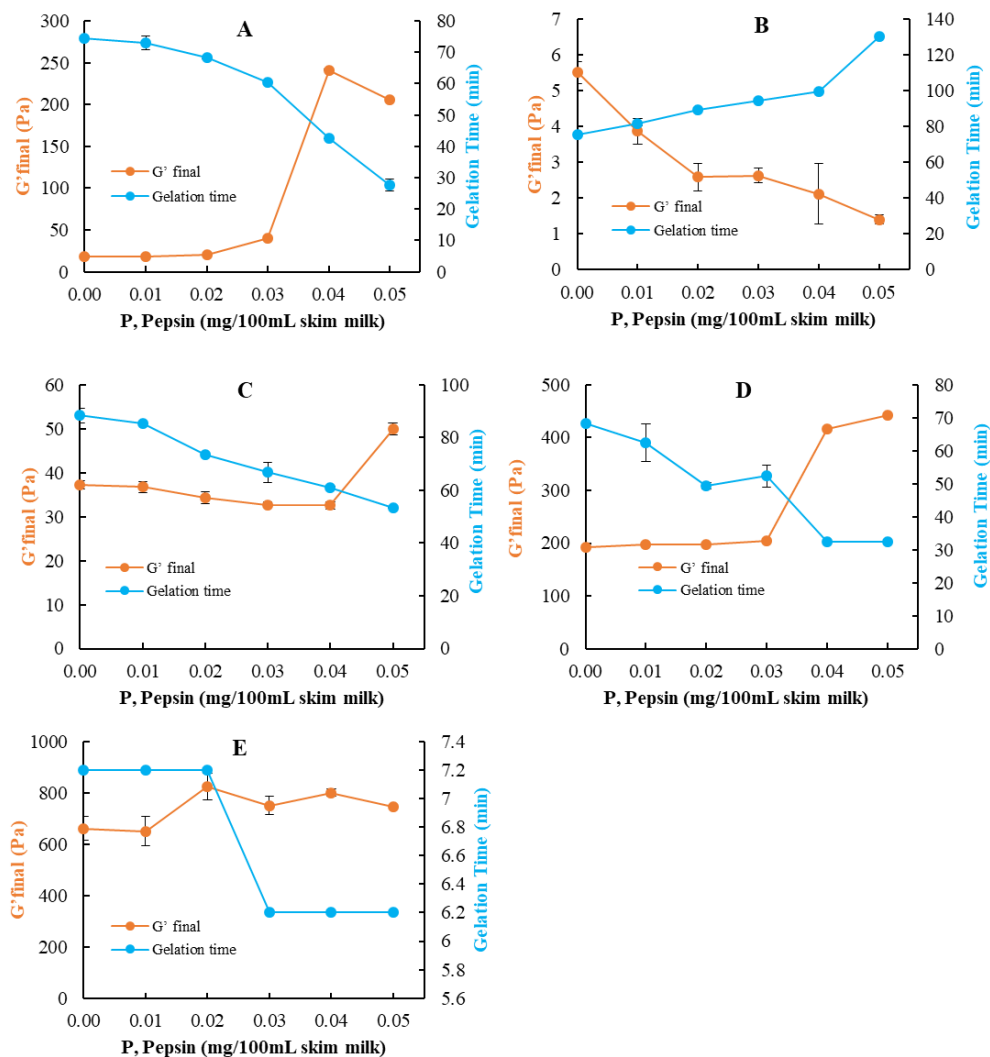 A
G'final (Pa)
300
250
200
150
100
50
0
80
70
60
50
40
30
20
10
0
Gelation Time (min)
G’ final
Gelation time
0.00 0.01 0.02 0.03 0.04 0.05
P, Pepsin (mg/100mL skim milk)
B
G'final (Pa)
7
6
5
4
3
2
1
0
140
120
100
80
60
40
20
0
Gelation Time (min)
G’ final
Gelation time
0.00 0.01 0.02 0.03 0.04 0.05
P, Pepsin (mg/100mL skim milk)
C
G'final (Pa)
60
50
40
30
20
10
0
100
80
60
40
20
0
Gelation Time (min)
G’ final
Gelation time
0.00 0.01 0.02 0.03 0.04 0.05
P, Pepsin (mg/100mL skim milk)
D
G'final (Pa)
500
400
300
200
100
0
80
70
60
50
40
30
20
10
0
Gelation Time (min)
G’ final
Gelation time
0.00 0.01 0.02 0.03 0.04 0.05
P, Pepsin (mg/100mL skim milk)
E
G'final (Pa)
1000
800
600
400
200
0
7.4
7.2
7
6.8
6.6
6.4
6.2
6
5.8
5.6
Gelation Time (min)
G’ final
Gelation time
0.00 0.01 0.02 0.03 0.04 0.05
P, Pepsin (mg/100mL skim milk)